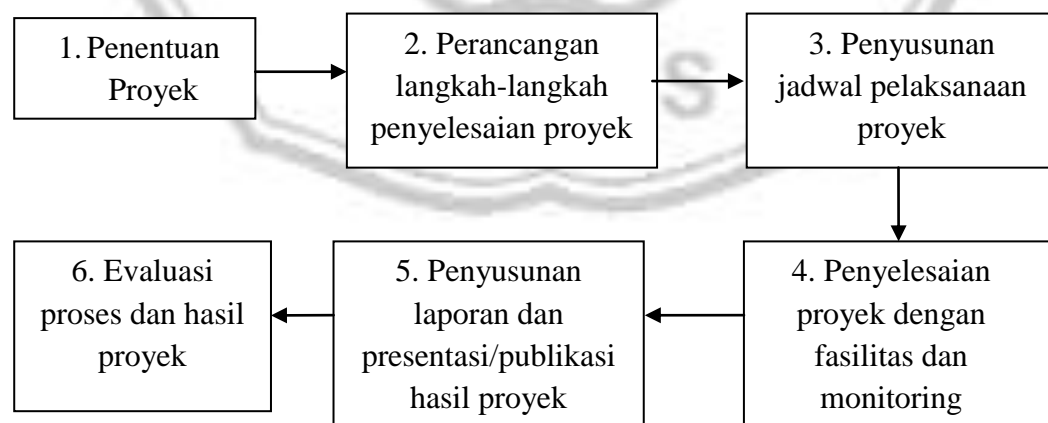 1. Penentuan
Proyek
2. Perancangan
langkah-langkah
penyelesaian proyek
3. Penyusunan
jadwal pelaksanaan
proyek
4. Penyelesaian
proyek dengan
fasilitas dan
monitoring
5. Penyusunan
laporan dan
presentasi/publikasi
hasil proyek
6. Evaluasi
proses dan hasil
proyek